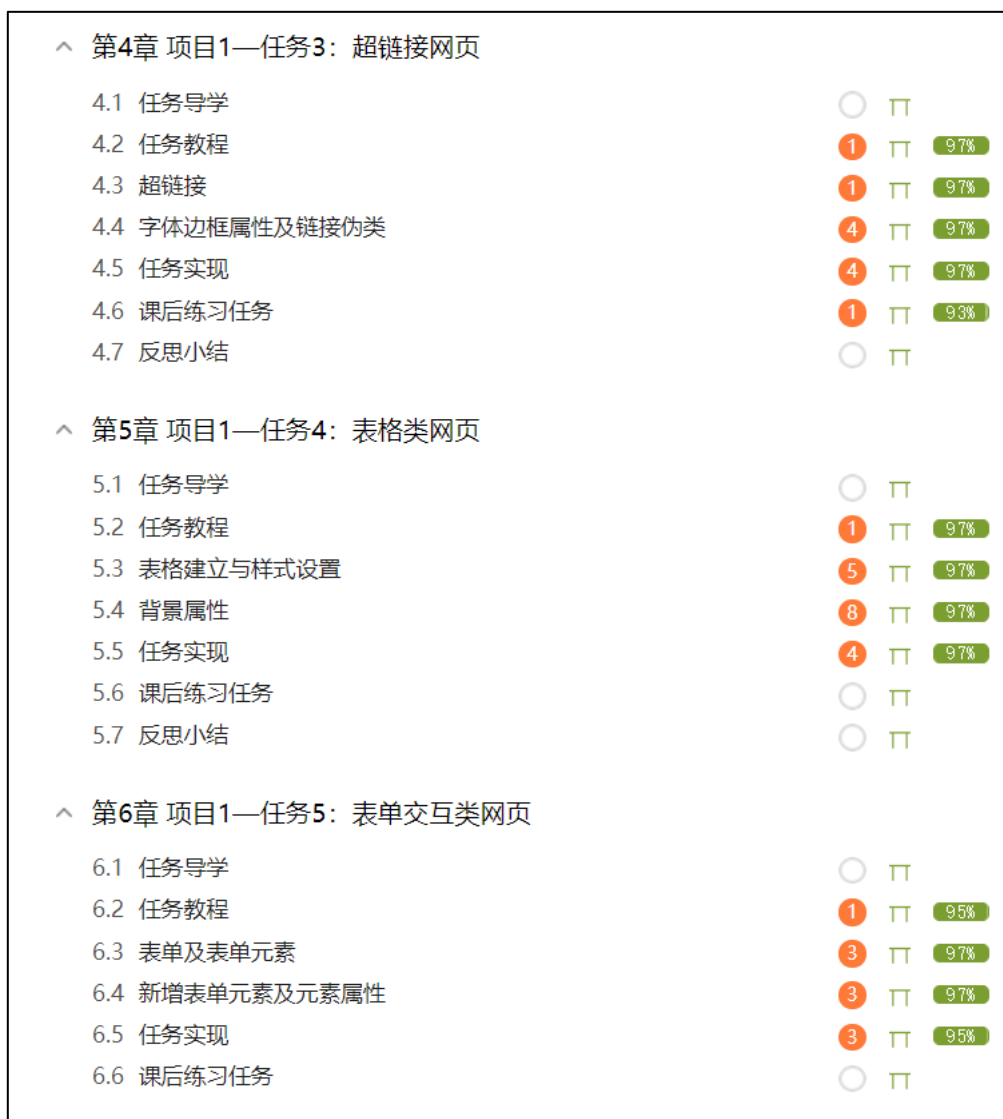 第4章 项目1—任务3：超链接网页
4.1 任务导学
4.2 任务教程 1 97%
4.3 超链接 1 97%
4.4 字体边框属性及链接伪类 4 97%
4.5 任务实现 4 97%
4.6 课后练习任务 1 93%
4.7 反思小结
第5章 项目1—任务4：表格类网页
5.1 任务导学
5.2 任务教程 1 97%
5.3 表格建立与样式设置 5 97%
5.4 背景属性 8 97%
5.5 任务实现 4 97%
5.6 课后练习任务
5.7 反思小结
第6章 项目1—任务5：表单交互类网页
6.1 任务导学
6.2 任务教程 1 95%
6.3 表单及表单元素 3 97%
6.4 新增表单元素及元素属性 3 97%
6.5 任务实现 3 95%
6.6 课后练习任务